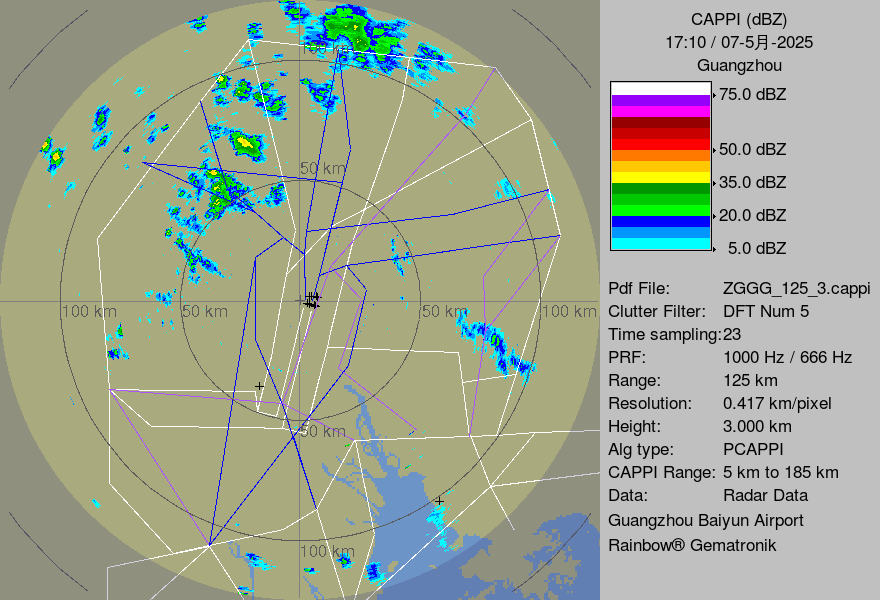 CAPPI (dBZ)
17:10 / 07-5月-2025
Guangzhou
75.0 dBZ
50.0 dBZ
35.0 dBZ
20.0 dBZ
5.0 dBZ
Pdf File: ZGGG_125_3.cappi
Clutter Filter: DFT Num 5
Time sampling:23
PRF: 1000 Hz / 666 Hz
Range: 125 km
Resolution: 0.417 km/pixel
Height: 3.000 km
Alg type: PCAPPI
CAPPI Range: 5 km to 185 km
Data: Radar Data
Guangzhou Baiyun Airport
Rainbow® Gematronik
100 km
50 km
100 km
50 km
50 km
100 km
50 km
100 km